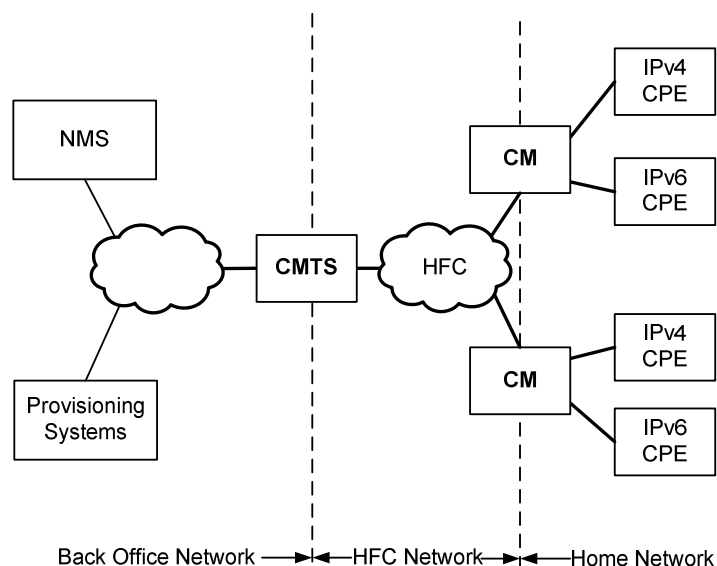 IPv4
CPE
NMS
CM
IPv6
CPE
CMTS
HFC
IPv4
CPE
CM
Provisioning
Systems
IPv6
CPE
Back Office Network
HFC Network
Home Network